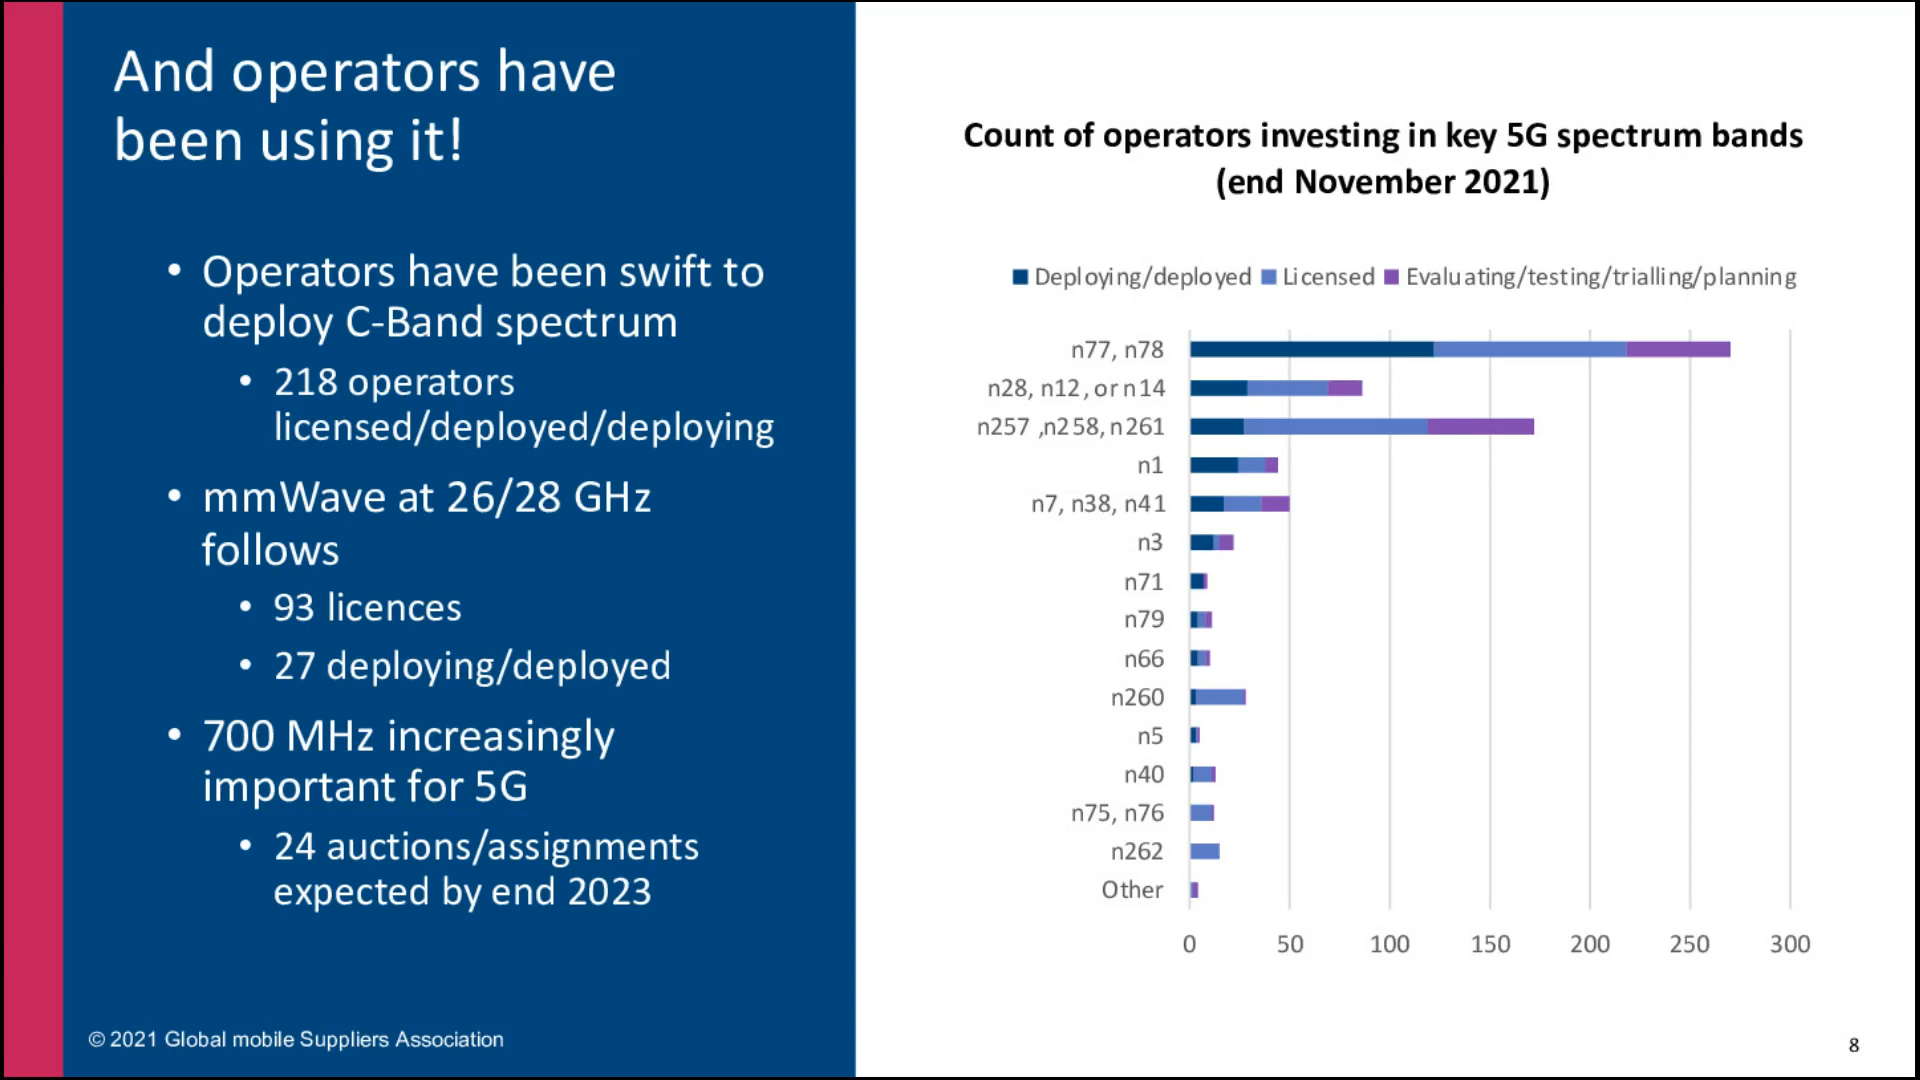 And operators have
been using it!
• Operators have been swift to
deploy C-Band spectrum
• 218 operators
licensed/deployed/deploying
• mmWave at 26/28 GHz
follows
• 93 licences
• 27 deploying/deployed
• 700 MHz increasingly
important for 5G
• 24 auctions/assignments
expected by end 2023
© 2021 Global mobile Suppliers Association
Count of operators investing in key 5G spectrum bands
(end November 2021)
Deploying/deployed Licensed Evaluating/testing/trialling/planning
n77, n78
n28, n12, or n14
n257 ,n258, n261
n1
n7, n38, n41
n3
n71
n79
n66
n260
n5
n40
n75, n76
n262
Other
0 50 100 150 200 250 300
8